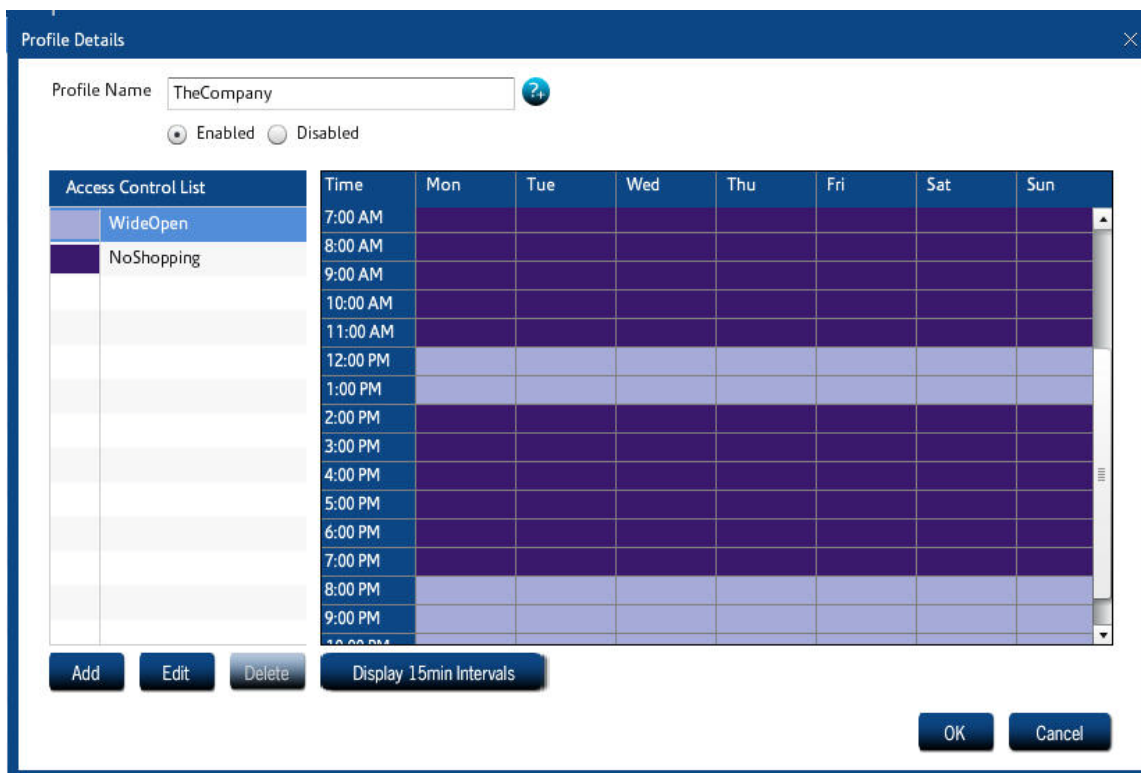 Profile Details
Profile Name TheCompany
Enabled Disabled
Access Control List
WideOpen
NoShopping
Time Mon Tue Wed Thu Fri Sat Sun
7:00 AM
8:00 AM
9:00 AM
10:00 AM
11:00 AM
12:00 PM
1:00 PM
2:00 PM
3:00 PM
4:00 PM
5:00 PM
6:00 PM
7:00 PM
8:00 PM
9:00 PM
10:00 PM
Add Edit Delete Display 15min Intervals
OK Cancel